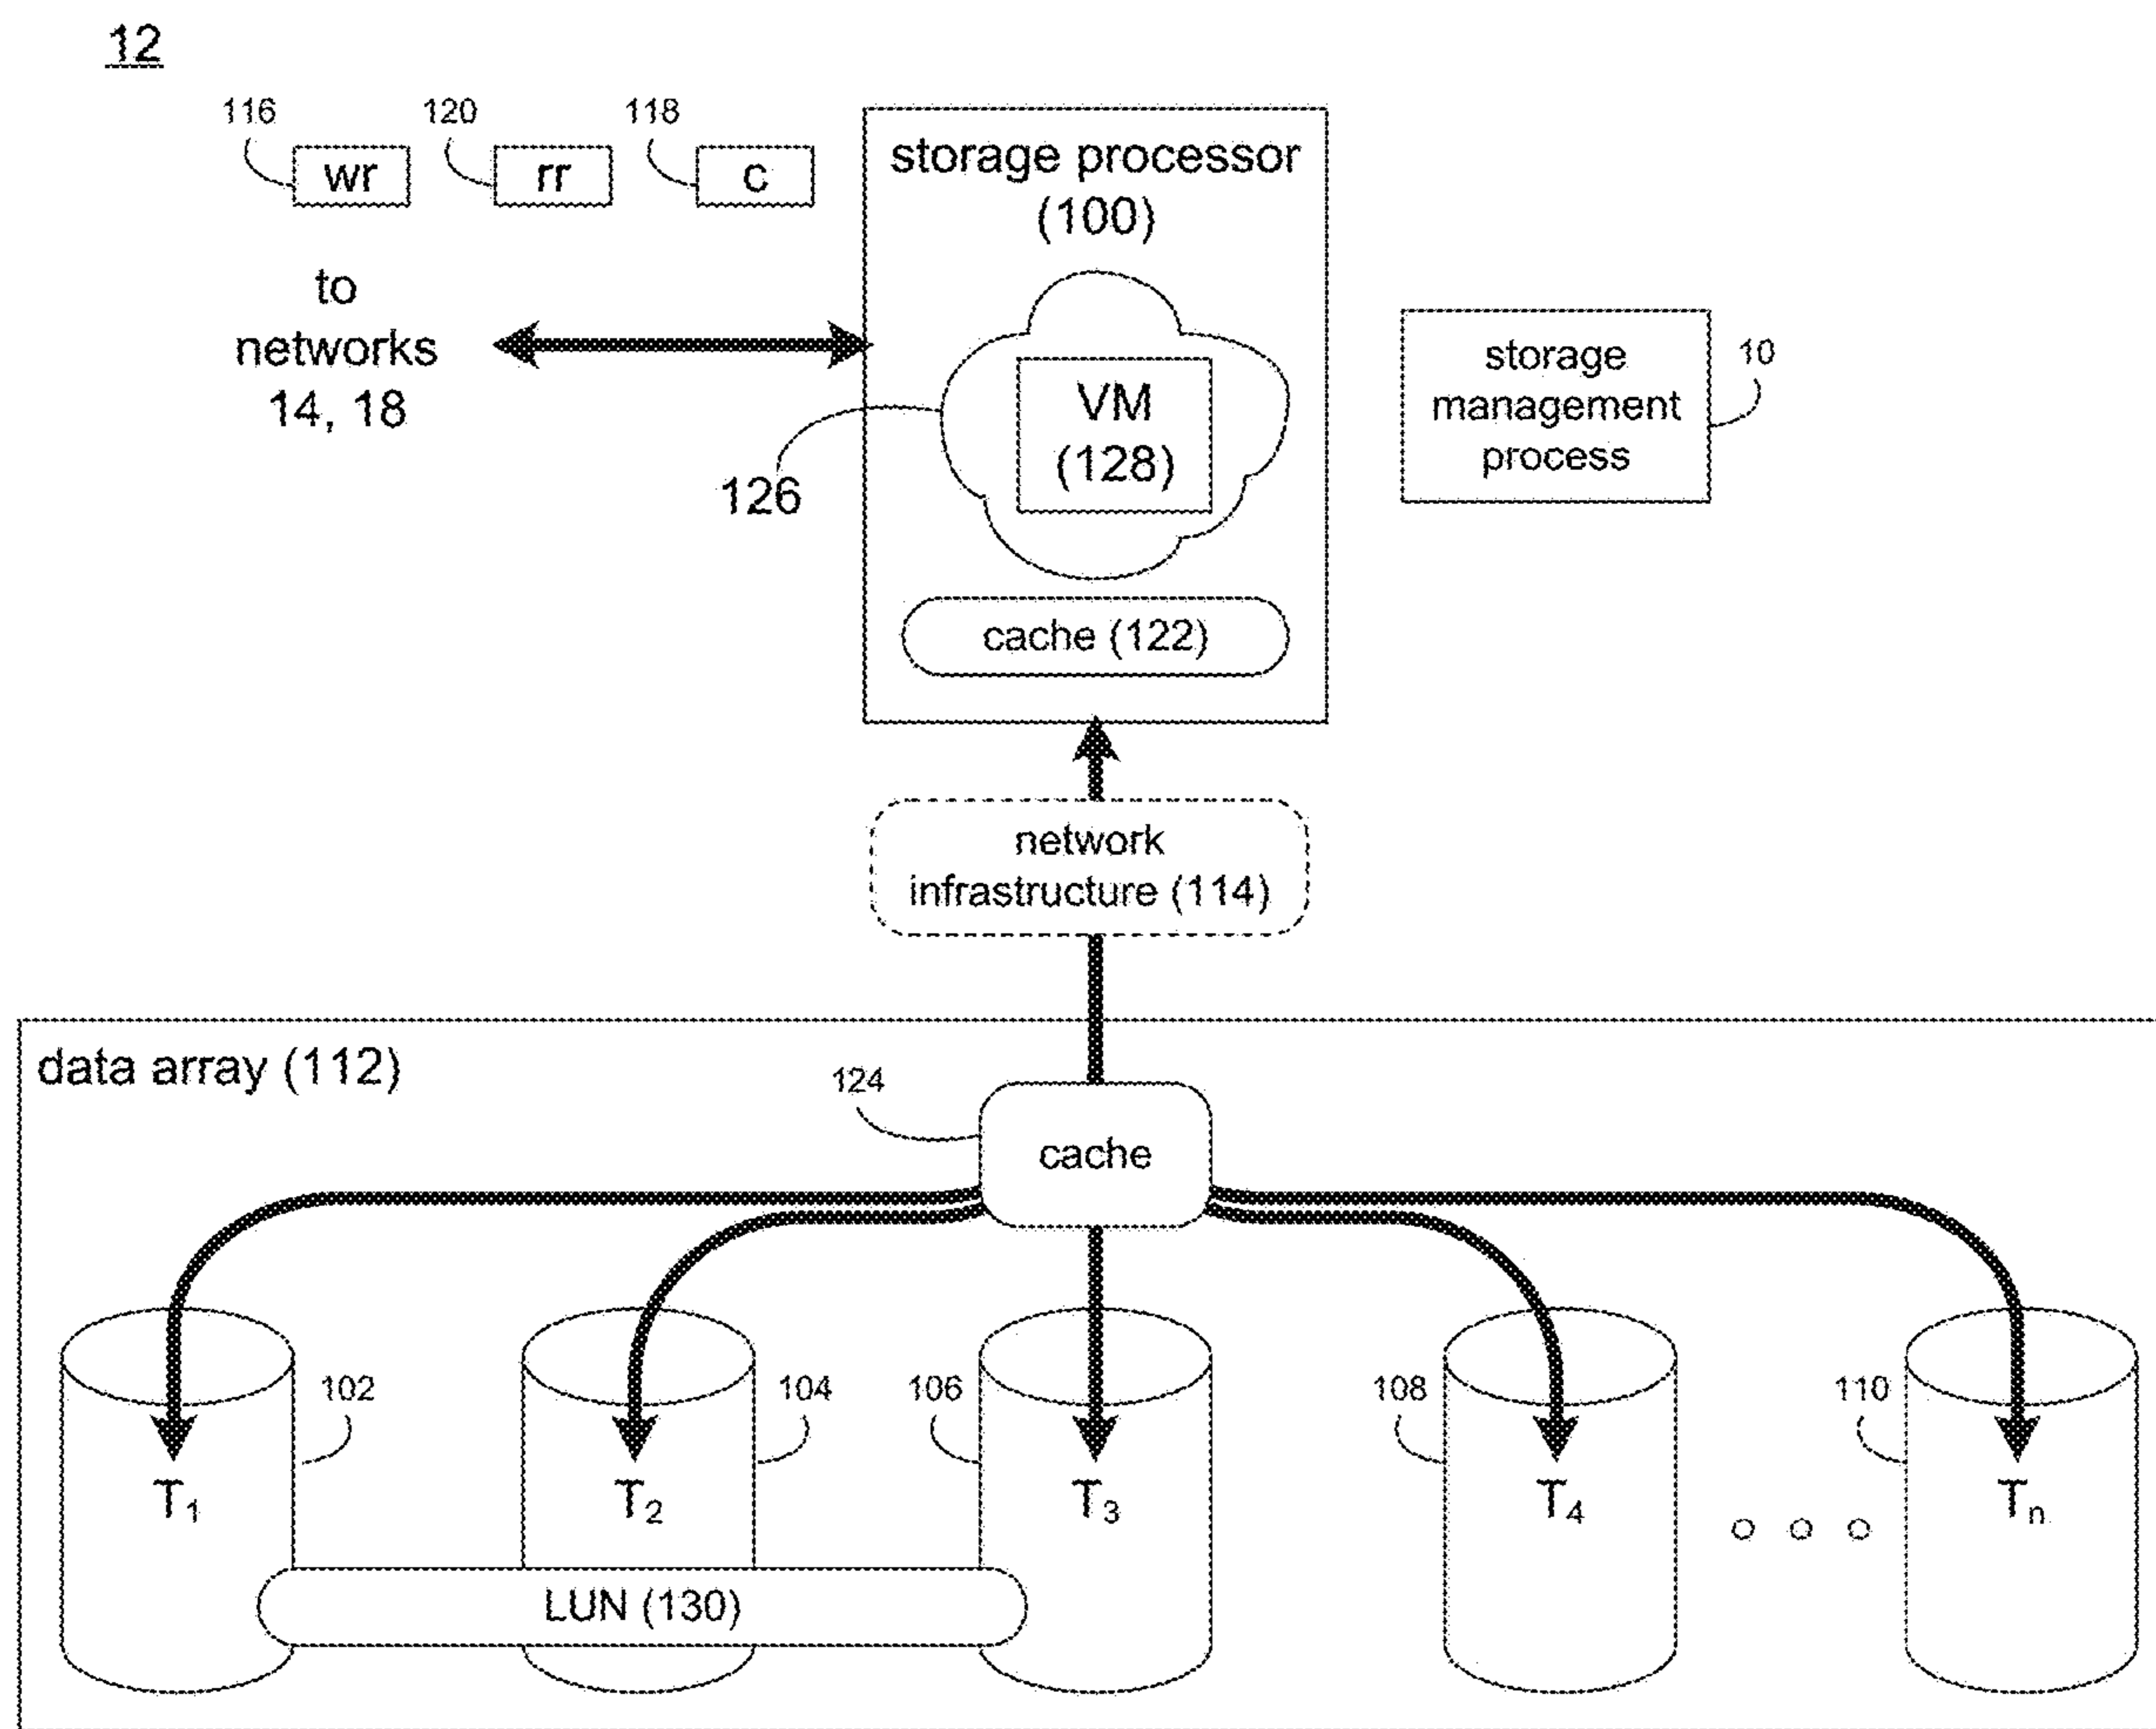 12
116
120
118
wr
rr
c
storage processor
(100)
to
networks
14, 18
126
VM
(128)
storage
management
process
10
cache (122)
network
infrastructure (114)
data array (112)
124
cache
102
104
106
108
110
T₁
T₂
T₃
T₄
Tₙ
LUN (130)